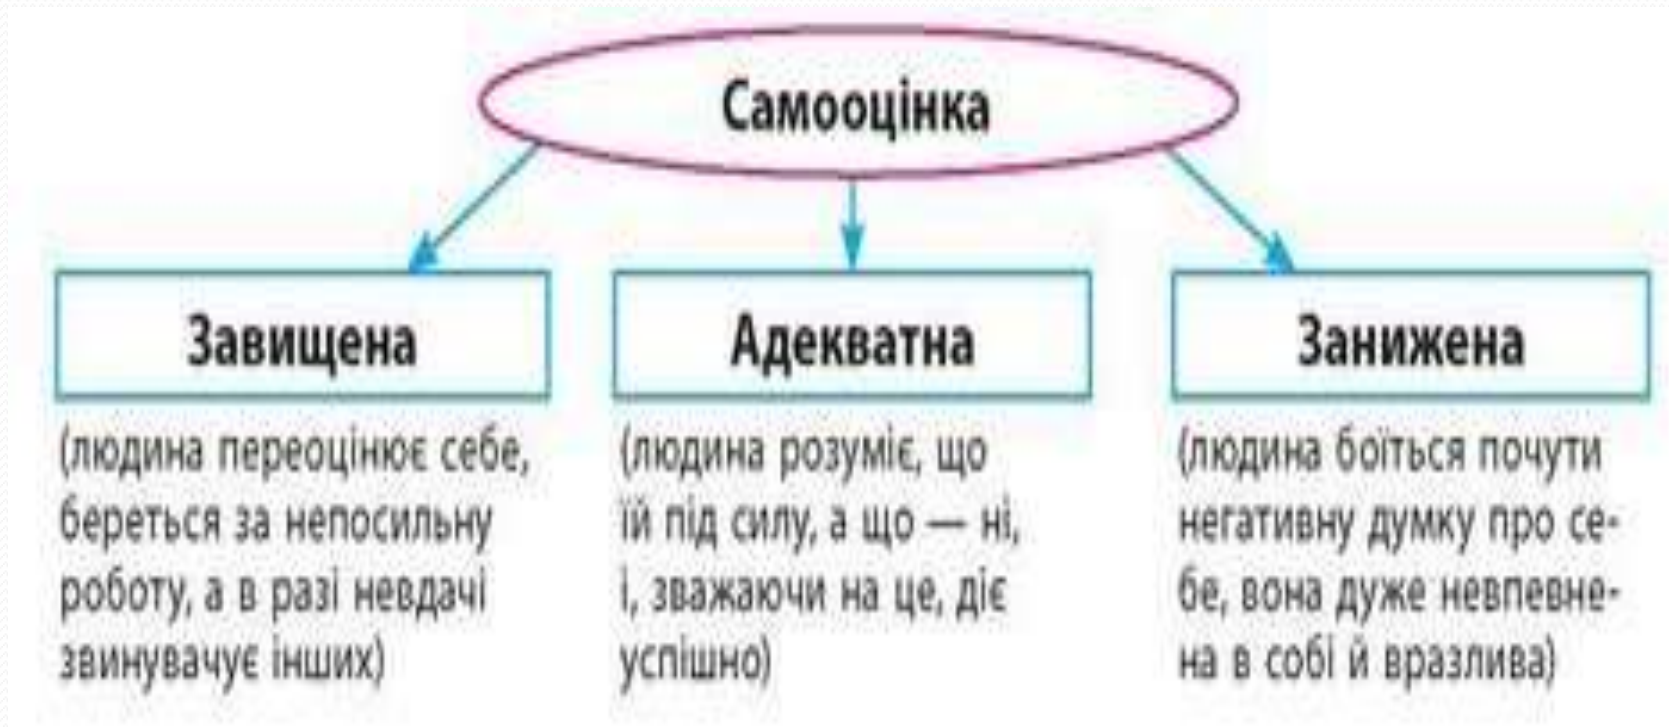 Самооцінка
Завищена
(людина переоцінює себе,
береться за непосильну
роботу, а в разі невдачі
звинувачує інших)
Адекватна
(людина розуміє, що
їй під силу, а що — ні,
і, зважаючи на це, діє
успішно)
Занижена
(людина боїться почути
негативну думку про се-
бе, вона дуже невпевне-
на в собі й вразлива)